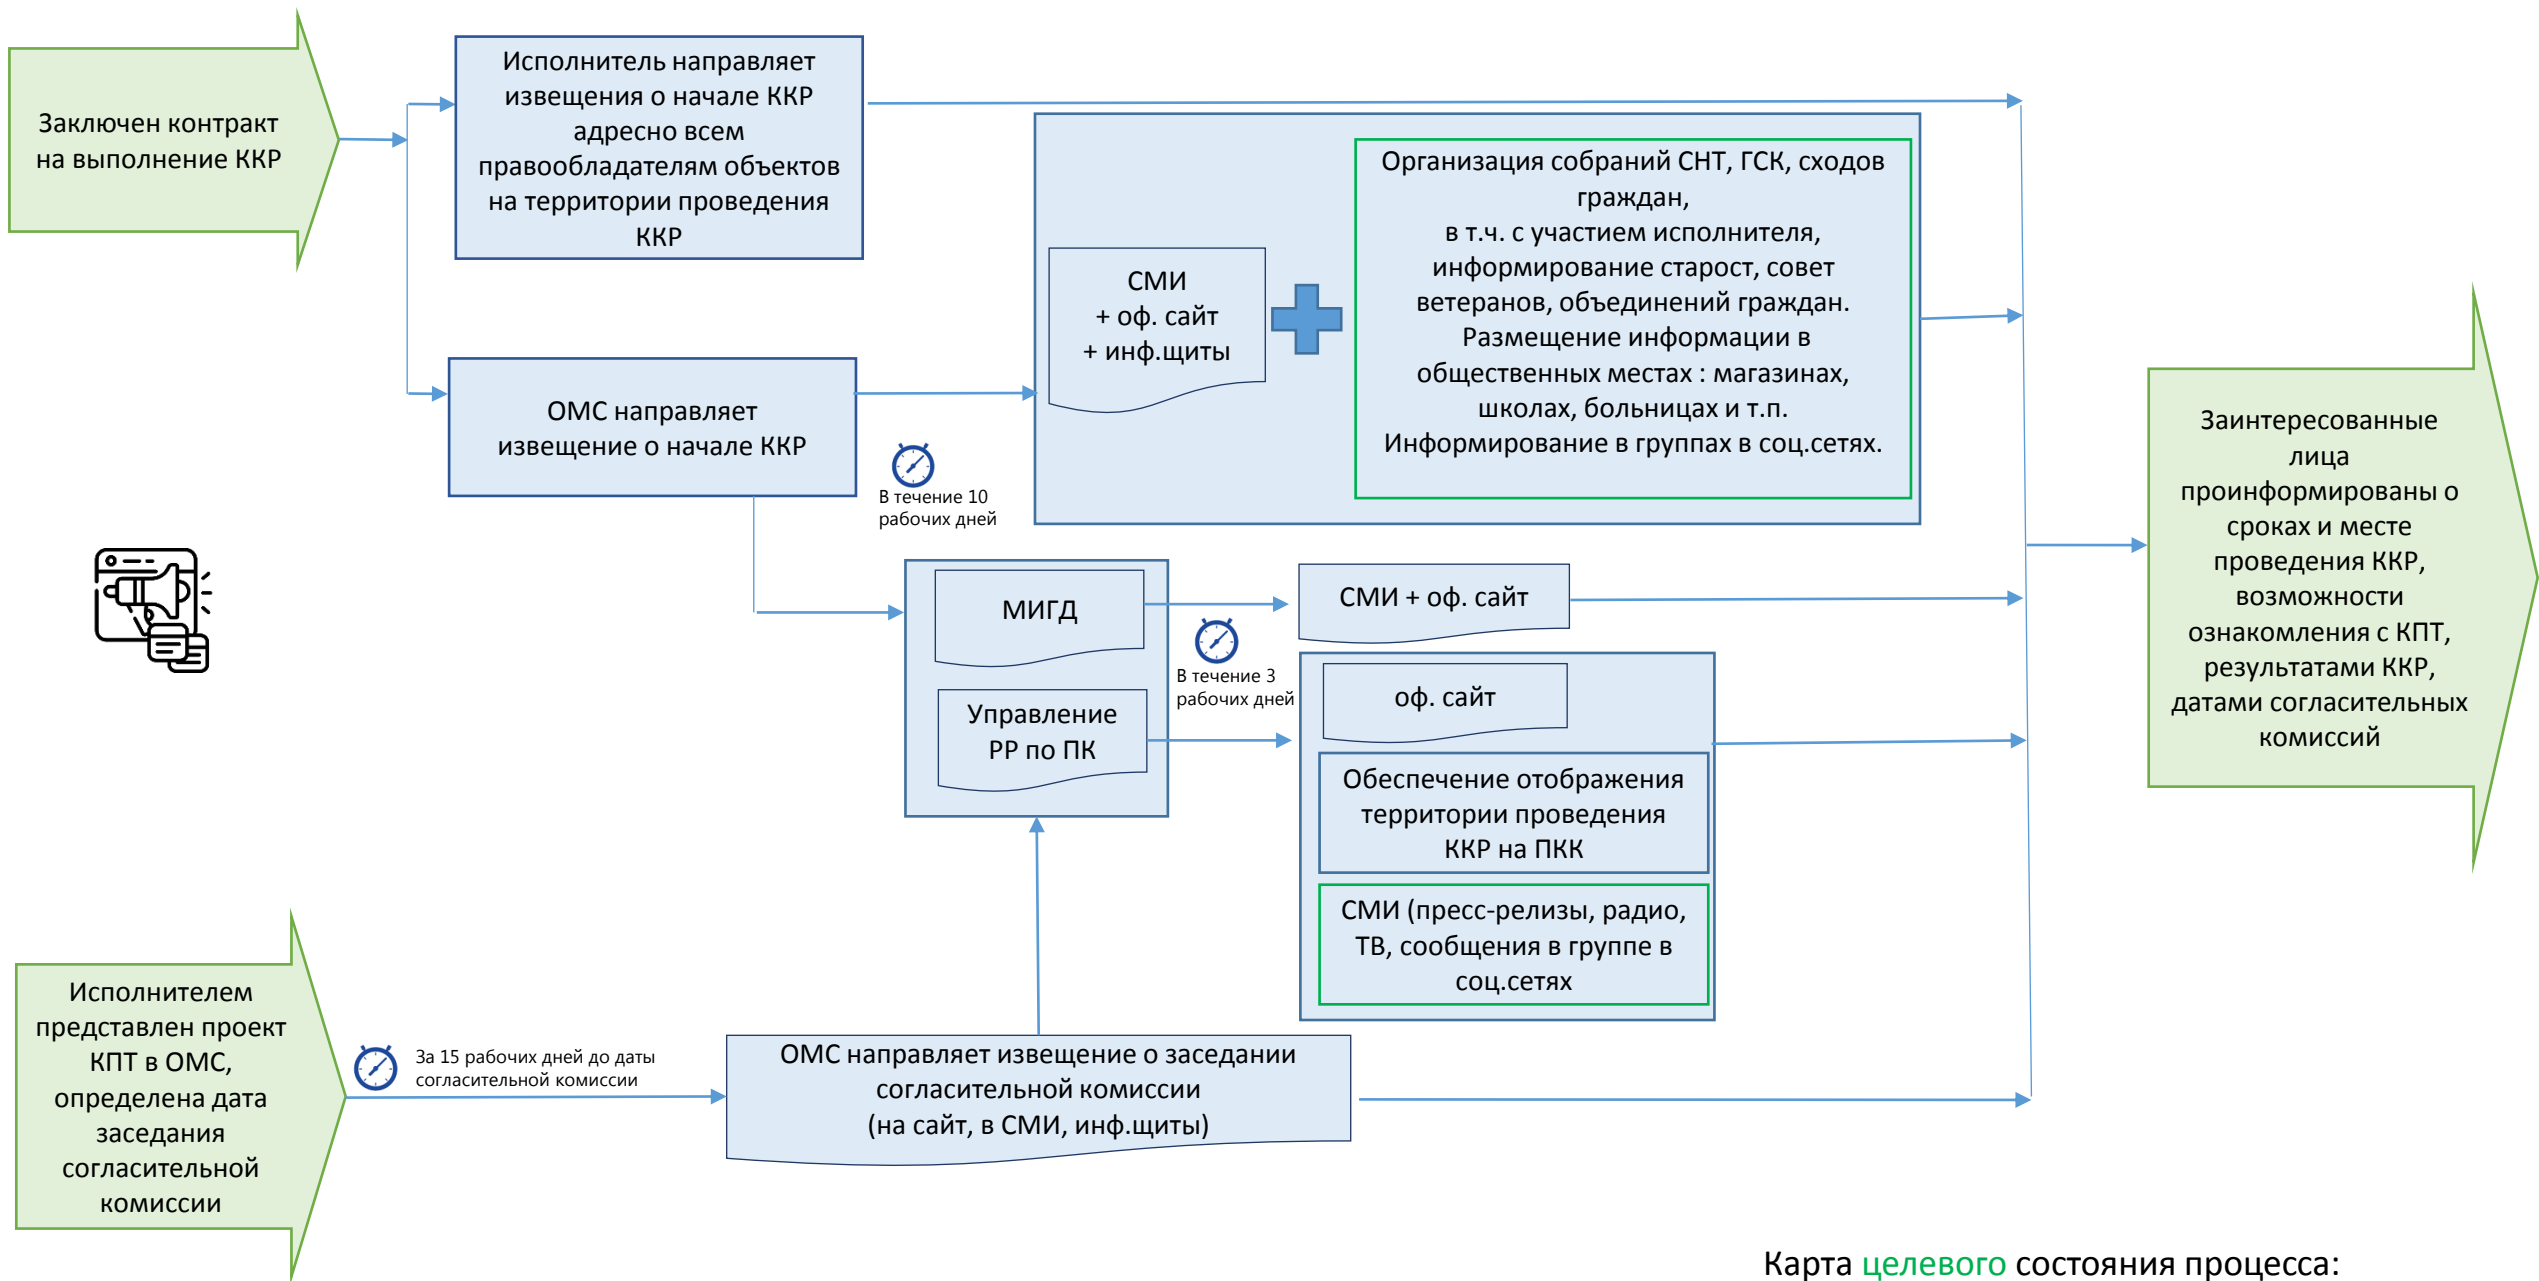 Заключен контракт
на выполнение ККР
Исполнитель направляет
извещения о начале ККР
адресно всем
правообладателям объектов
на территории проведения
ККР
ОМС направляет
извещение о начале ККР
В течение 10
рабочих дней
СМИ
+ оф. сайт
+ инф.щиты
Организация собраний СНТ, ГСК, сходов
граждан,
в т.ч. с участием исполнителя,
информирование старост, совет
ветеранов, объединений граждан.
Размещение информации в
общественных местах : магазинах,
школах, больницах и т.п.
Информирование в группах в соц.сетях.
МИГД
Управление
РР по ПК
В течение 3
рабочих дней
СМИ + оф. сайт
оф. сайт
Обеспечение отображения
территории проведения
ККР на ПКК
СМИ (пресс-релизы, радио,
ТВ, сообщения в группе в
соц.сетях
Исполнителем
представлен проект
КПТ в ОМС,
определена дата
заседания
согласительной
комиссии
За 15 рабочих дней до даты
согласительной комиссии
ОМС направляет извещение о заседании
согласительной комиссии
(на сайт, в СМИ, инф.щиты)
Заинтересованные
лица
проинформированы о
сроках и месте
проведения ККР,
возможности
ознакомления с КПТ,
результатами ККР,
датами согласительных
комиссий
Карта целевого состояния процесса: